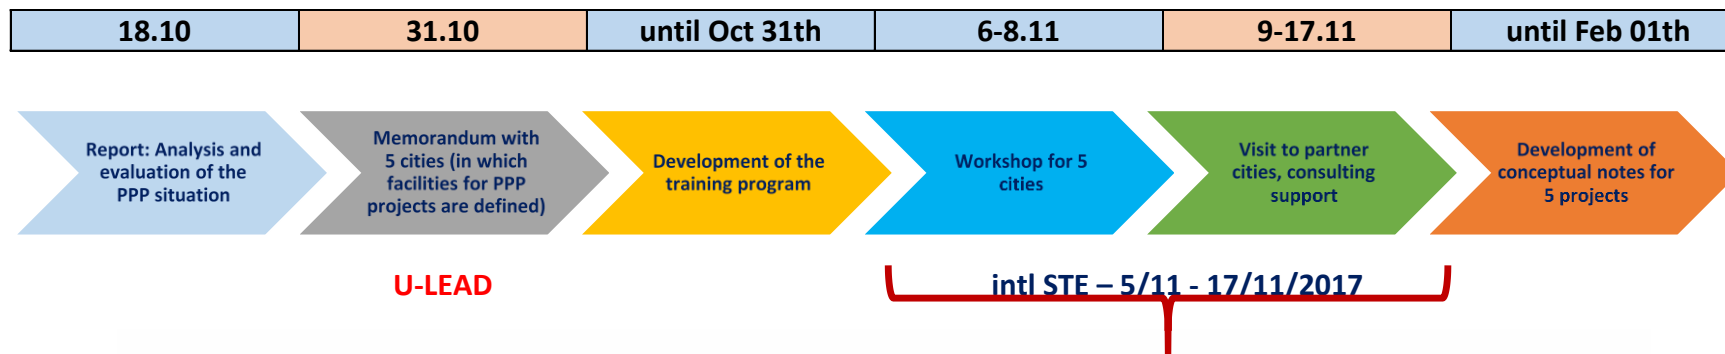 18.10
31.10
until Oct 31th
6-8.11
9-17.11
until Feb 01th
Report: Analysis and
evaluation of the
PPP situation
Memorandum with
5 cities (in which
facilities for PPP
projects are defined)
Development of the
training program
Workshop for 5
cities
Visit to partner
cities, consulting
support
Development of
conceptual notes for
5 projects
U-LEAD
intl STE – 5/11 - 17/11/2017